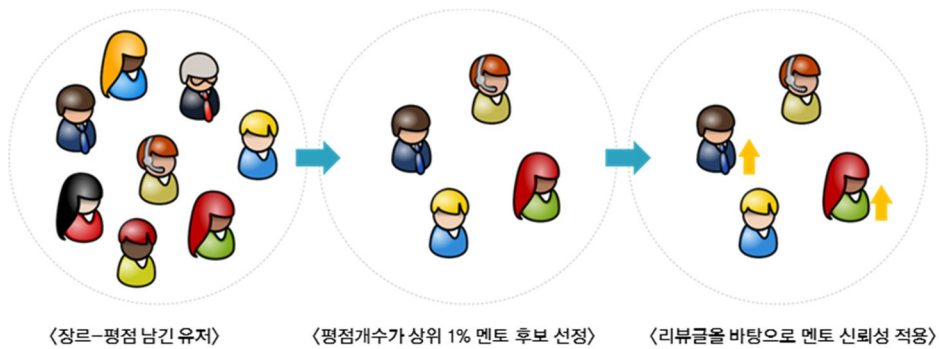 <장르-평점 남긴 유저>
<평점개수가 상위 1% 멘토 후보 선정>
<리뷰글올 바탕으로 멘토 신뢰성 적용>